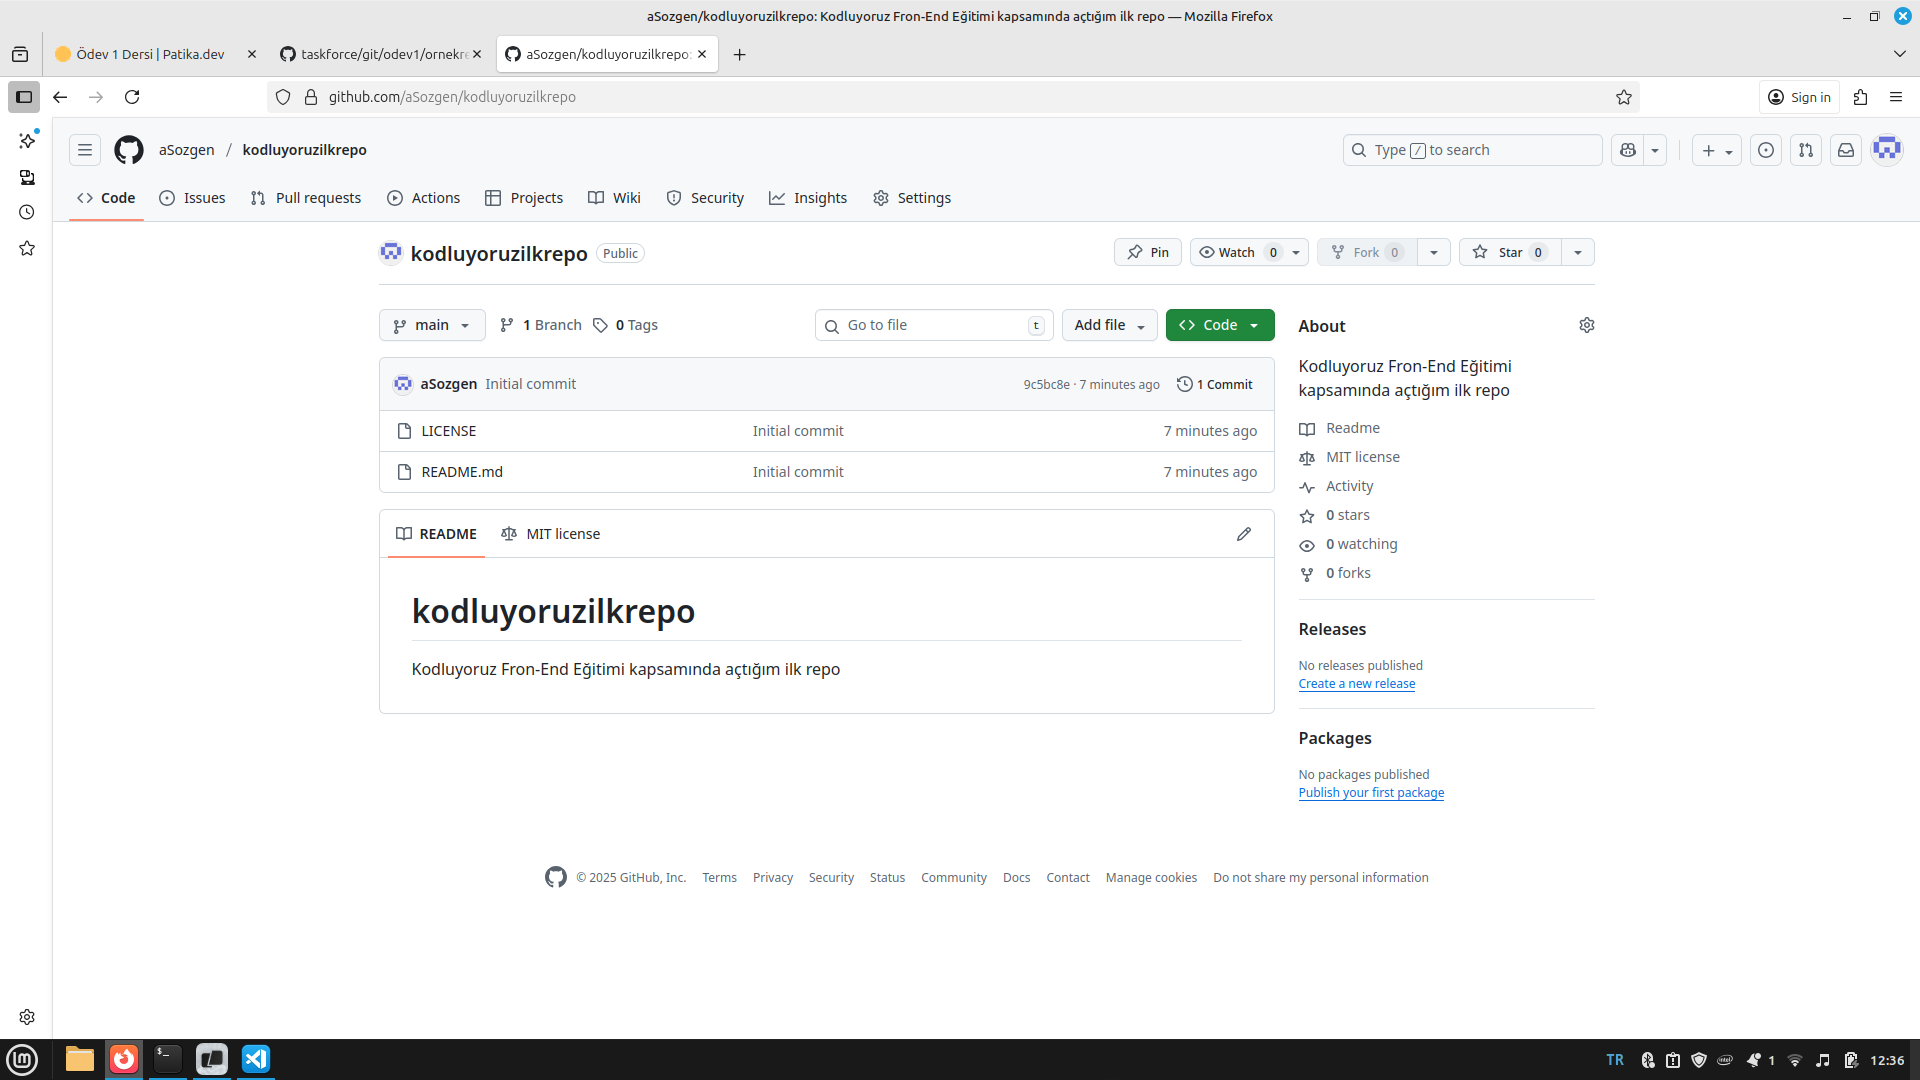 aSozgen/kodluyoruzilkrepo: Kodluyoruz Fron-End Eğitimi kapsamında açtığım ilk repo — Mozilla Firefox
Ödev 1 Dersi | Patika.dev
taskforce/git/odev1/ornekre
aSozgen/kodluyoruzilkrepo:
github.com/aSozgen/kodluyoruzilkrepo
Sign in
aSozgen / kodluyoruzilkrepo
Type / to search
Code Issues Pull requests Actions Projects Wiki Security Insights Settings
kodluyoruzilkrepo Public
Pin Watch 0 Fork 0 Star 0
main 1 Branch 0 Tags Go to file t Add file Code
aSozgen Initial commit 9c5bc8e · 7 minutes ago 1 Commit
LICENSE Initial commit 7 minutes ago
README.md Initial commit 7 minutes ago
README MIT license
kodluyoruzilkrepo
Kodluyoruz Fron-End Eğitimi kapsamında açtığım ilk repo
About
Kodluyoruz Fron-End Eğitimi
kapsamında açtığım ilk repo
Readme
MIT license
Activity
0 stars
0 watching
0 forks
Releases
No releases published
Create a new release
Packages
No packages published
Publish your first package
© 2025 GitHub, Inc. Terms Privacy Security Status Community Docs Contact Manage cookies Do not share my personal information
TR 1 12:36